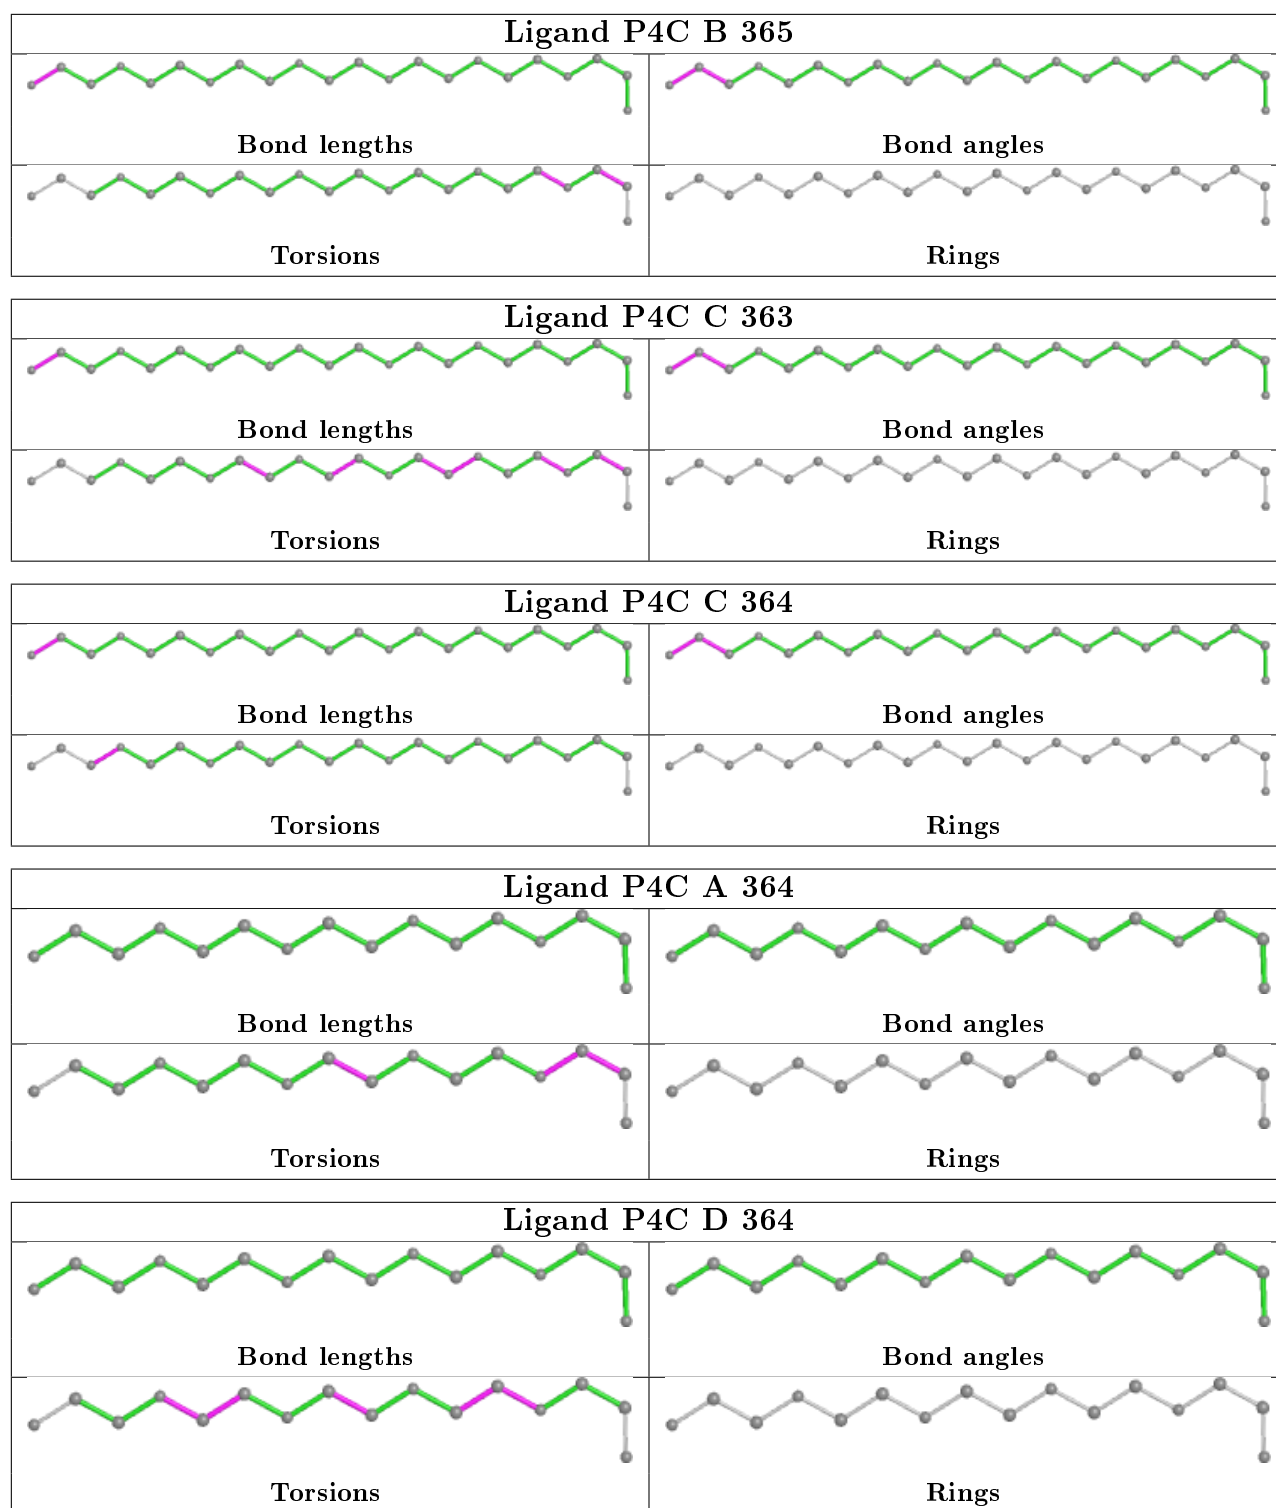 Ligand P4C B 365
Bond lengths
Bond angles
Torsions
Rings
Ligand P4C C 363
Bond lengths
Bond angles
Torsions
Rings
Ligand P4C C 364
Bond lengths
Bond angles
Torsions
Rings
Ligand P4C A 364
Bond lengths
Bond angles
Torsions
Rings
Ligand P4C D 364
Bond lengths
Bond angles
Torsions
Rings